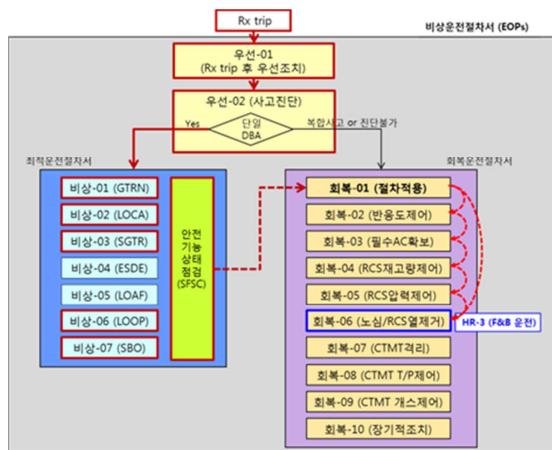 Rx trip
비상운전절차서 (EOPs)
우선-01
(Rx trip 후 우선조치)
우선-02 (사고진단)
Yes
단일
DBA
복합사고 or 진단불가
최적운전절차서
회복운전절차서
비상-01 (GTRN)
비상-02 (LOCA)
비상-03 (SGTR)
비상-04 (ESDE)
비상-05 (LOAF)
비상-06 (LOOP)
비상-07 (SBO)
안전
기능
상태
점검
(SFSC)
회복-01 (절차적용)
회복-02 (반응도제어)
회복-03 (필수AC확보)
회복-04 (RCS재고량제어)
회복-05 (RCS압력제어)
회복-06 (노심/RCS열제거)
HR-3 (F&B 운전)
회복-07 (CTMT격리)
회복-08 (CTMT T/P제어)
회복-09 (CTMT 개스제어)
회복-10 (장기적조치)